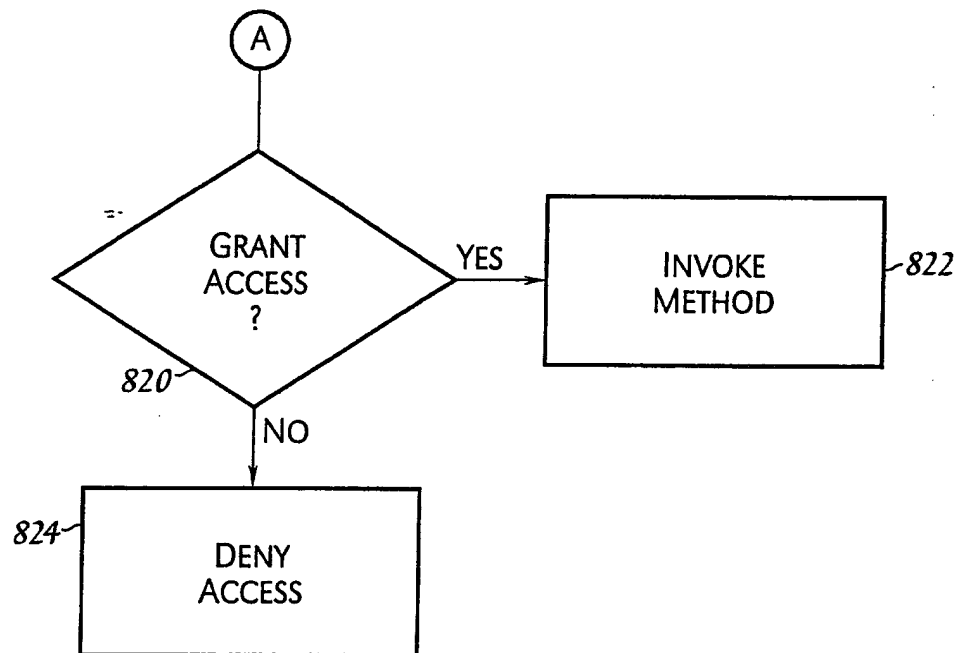 A
GRANT
ACCESS
?
820
YES
INVOKE
METHOD
822
NO
824
DENY
ACCESS